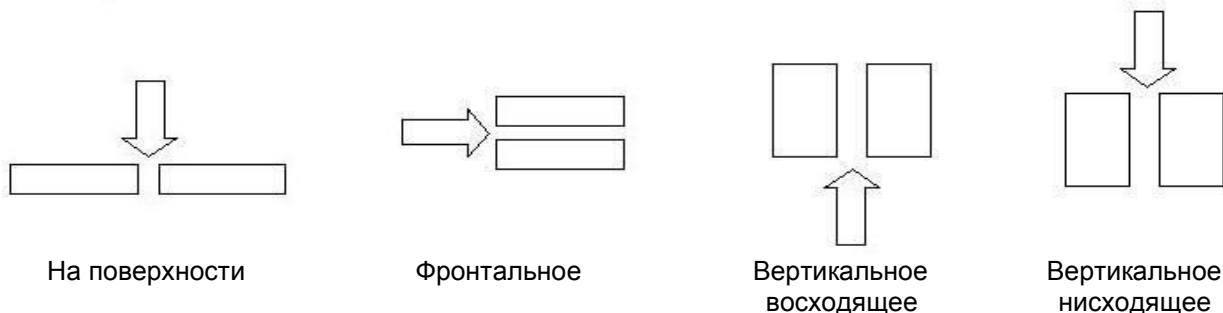 На поверхности
Фронтальное
Вертикальное
восходящее
Вертикальное
нисходящее